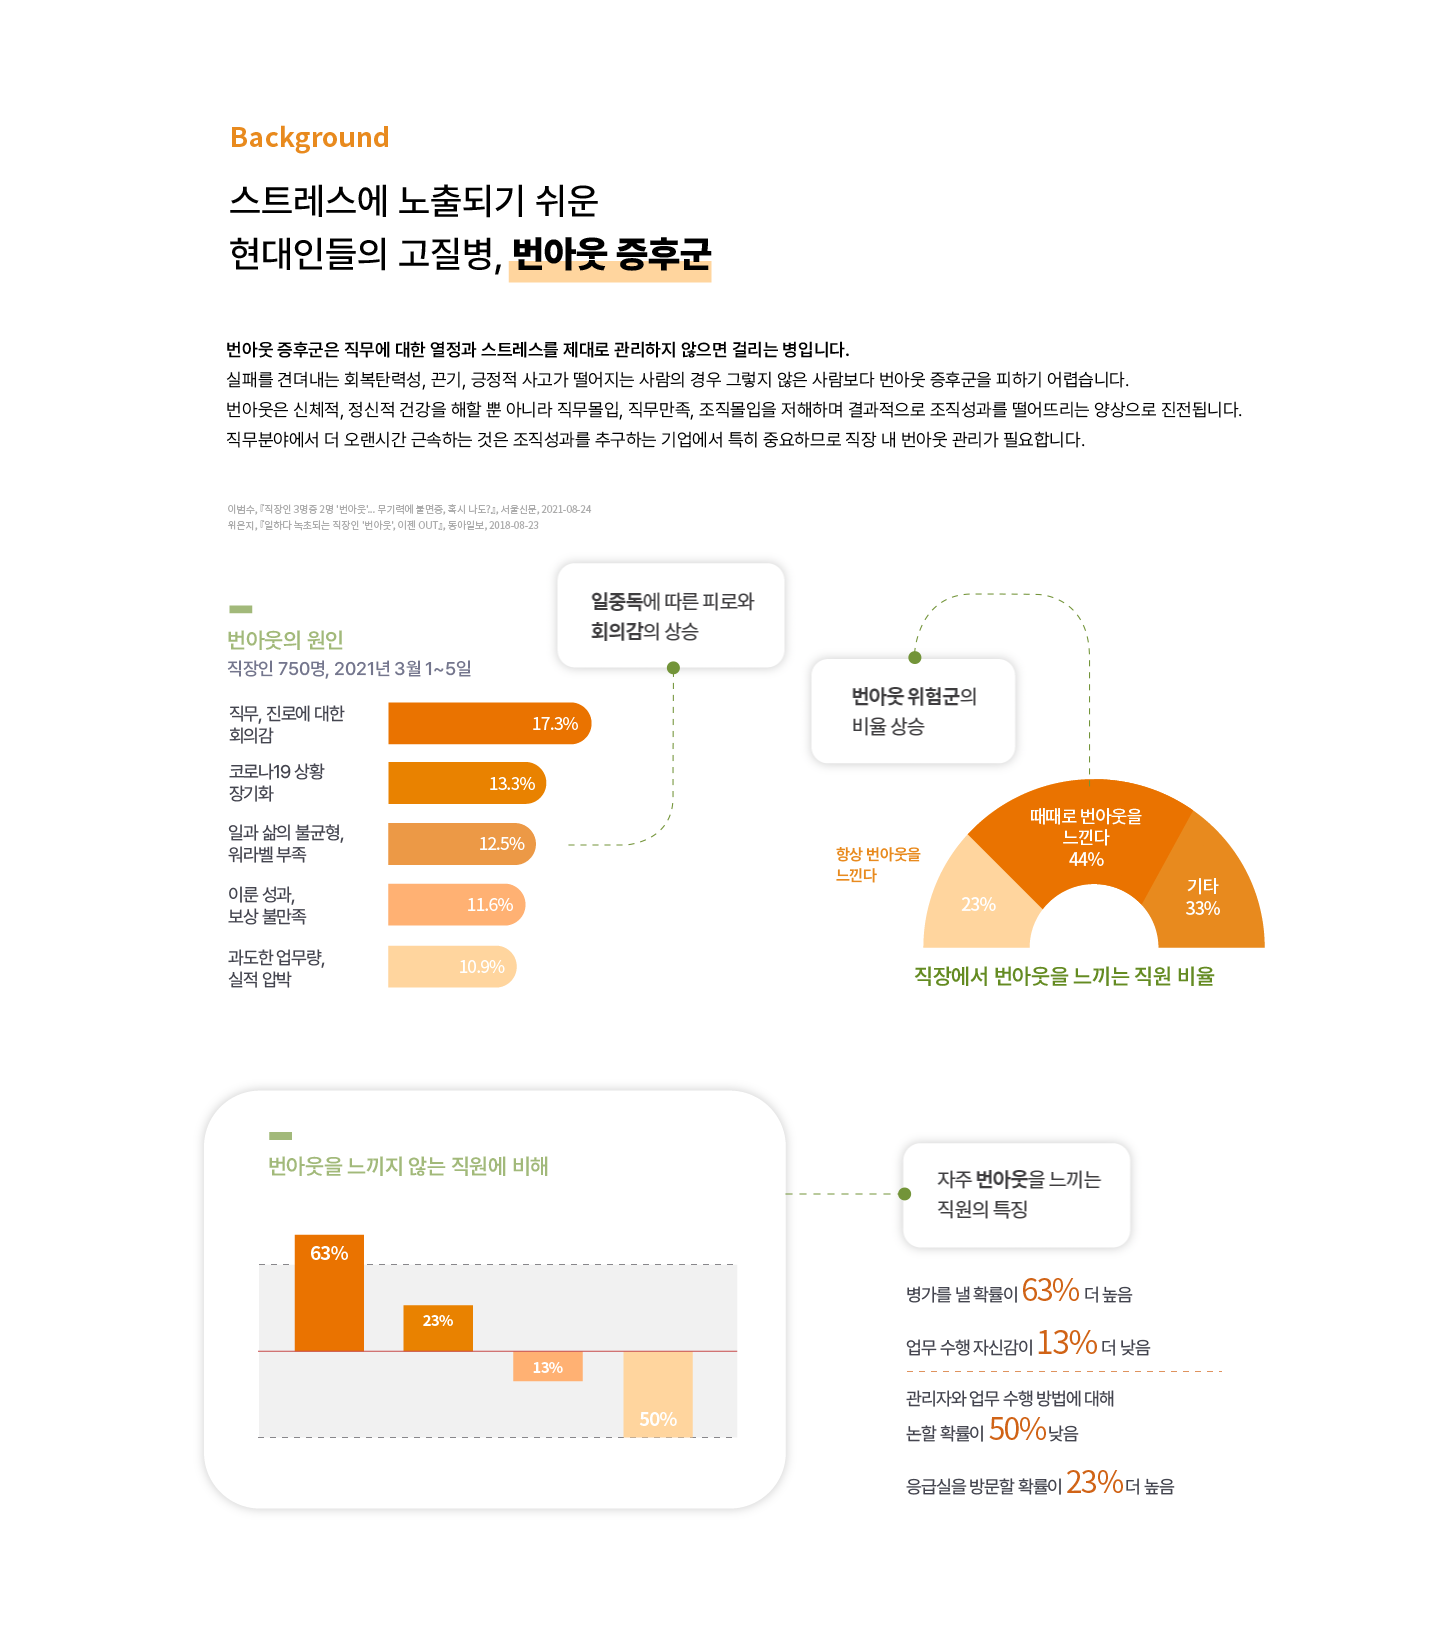 Background
스트레스에 노출되기 쉬운
현대인들의 고질병, 번아웃 증후군
번아웃 증후군은 직무에 대한 열정과 스트레스를 제대로 관리하지 않으면 걸리는 병입니다.
실패를 견뎌내는 회복탄력성, 끈기, 긍정적 사고가 떨어지는 사람의 경우 그렇지 않은 사람보다 번아웃 증후군을 피하기 어렵습니다.
번아웃은 신체적, 정신적 건강을 해할 뿐 아니라 직무몰입, 직무만족, 조직몰입을 저해하며 결과적으로 조직성과를 떨어뜨리는 양상으로 진전됩니다.
직무분야에서 더 오랜시간 근속하는 것은 조직성과를 추구하는 기업에서 특히 중요하므로 직장 내 번아웃 관리가 필요합니다.
이범수, 『직장인 3명중 2명 '번아웃'... 무기력에 불면증, 혹시 나도?』, 서울신문, 2021-08-24
위은지, 『일하다 녹초되는 직장인 '번아웃', 이젠 OUT』, 동아일보, 2018-08-23
일중독에 따른 피로와
회의감의 상승
번아웃의 원인
직장인 750명, 2021년 3월 1~5일
직무, 진로에 대한
회의감
17.3%
코로나19 상황
장기화
13.3%
일과 삶의 불균형,
워라벨 부족
12.5%
이룬 성과,
보상 불만족
11.6%
과도한 업무량,
실적 압박
10.9%
번아웃 위험군의
비율 상승
때때로 번아웃을
느낀다
44%
항상 번아웃을
느낀다
23%
기타
33%
직장에서 번아웃을 느끼는 직원 비율
번아웃을 느끼지 않는 직원에 비해
63%
23%
13%
50%
자주 번아웃을 느끼는
직원의 특징
병가를 낼 확률이 63% 더 높음
업무 수행 자신감이 13% 더 낮음
관리자와 업무 수행 방법에 대해
논할 확률이 50% 낮음
응급실을 방문할 확률이 23% 더 높음